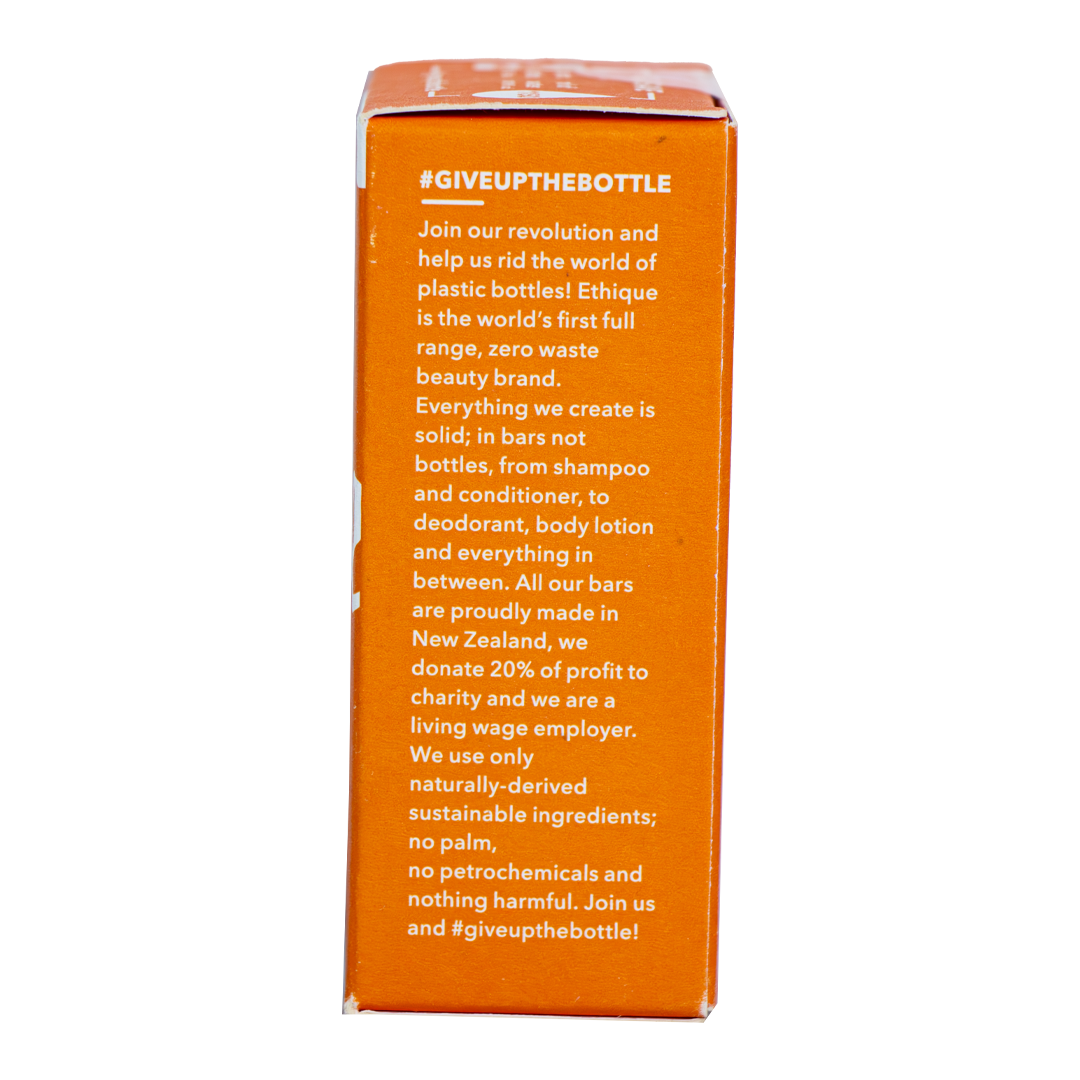 #GIVEUPTHEBOTTLE
Join our revolution and
help us rid the world of
plastic bottles! Ethique
is the world's first full
range, zero waste
beauty brand.
Everything we create is
solid; in bars not
bottles, from shampoo
and conditioner, to
deodorant, body lotion
and everything in
between. All our bars
are proudly made in
New Zealand, we
donate 20% of profit to
charity and we are a
living wage employer.
We use only
naturally-derived
sustainable ingredients;
no palm,
no petrochemicals and
nothing harmful. Join us
and #giveupthebottle!